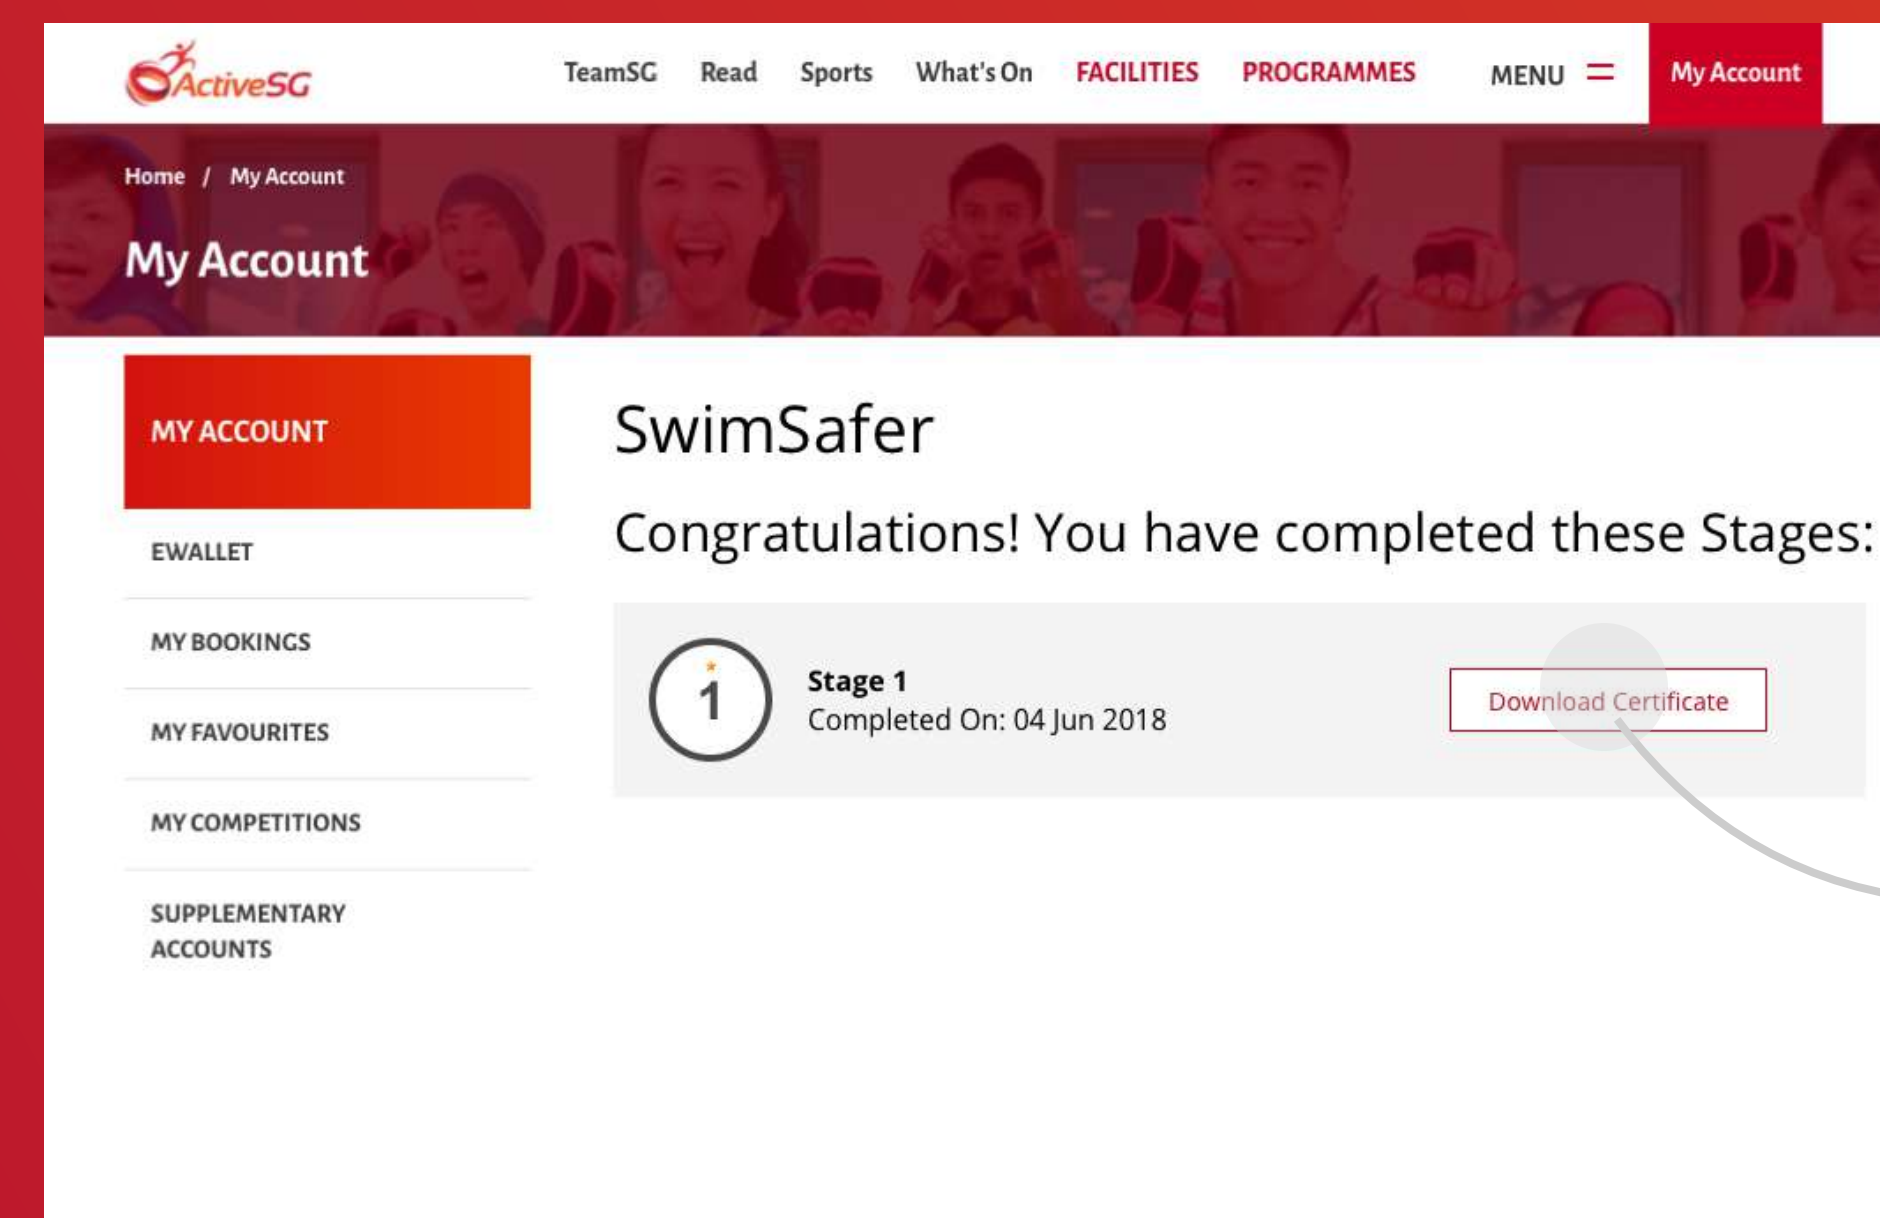 ActiveSG
TeamSG Read Sports What's On FACILITIES PROGRAMMES MENU My Account
Home / My Account
My Account
MY ACCOUNT
EWALLET
MY BOOKINGS
MY FAVOURITES
MY COMPETITIONS
SUPPLEMENTARY
ACCOUNTS
SwimSafer
Congratulations! You have completed these Stages:
1
Stage 1
Completed On: 04 Jun 2018
Download Certificate